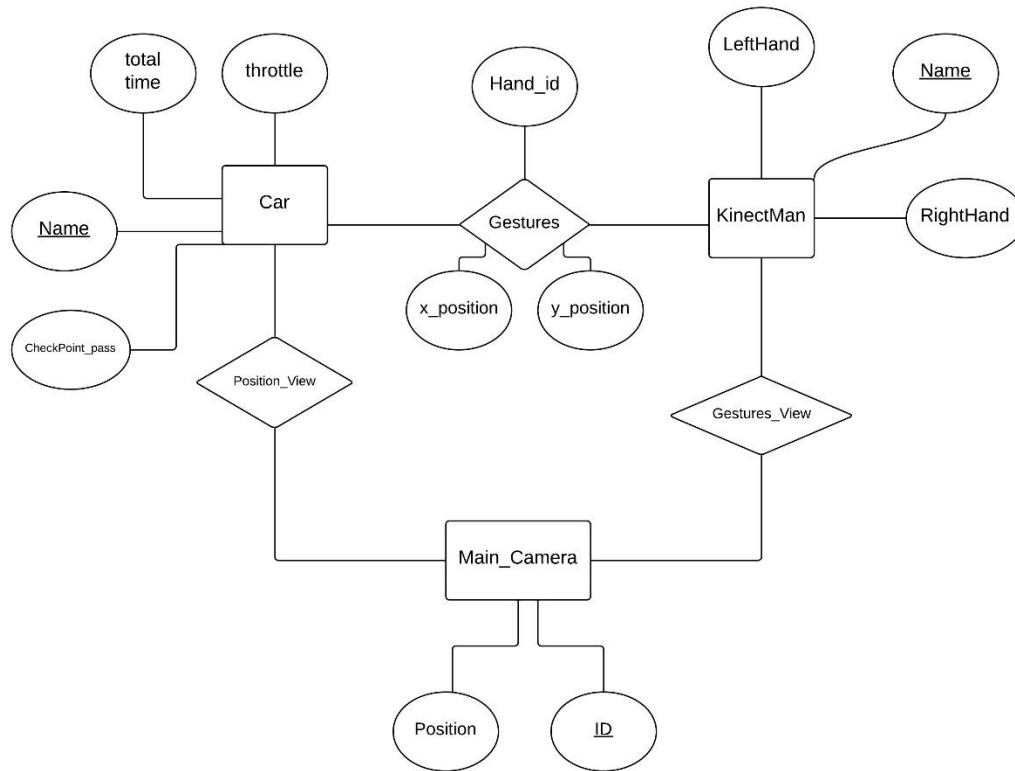 total
time
throttle
Hand_id
LeftHand
Name
Car
Gestures
KinectMan
RightHand
Name
x_position
y_position
CheckPoint_pass
Position_View
Gestures_View
Main_Camera
Position
ID